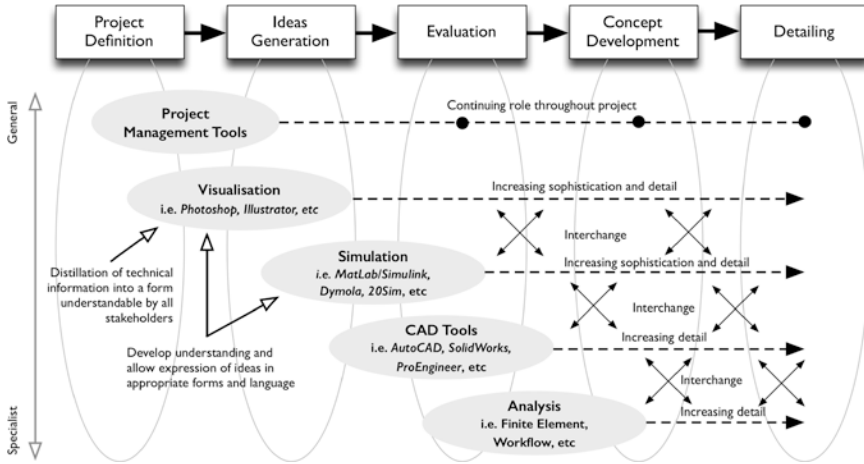 Project
Definition
Ideas
Generation
Evaluation
Concept
Development
Detailing
General
Project
Management Tools
Continuing role throughout project
Visualisation
i.e. Photoshop, Illustrator, etc
Increasing sophistication and detail
Interchange
Distillation of technical
information into a form
understandable by all
stakeholders
Simulation
i.e. MatLab/Simulink,
Dymola, 20Sim, etc
Increasing sophistication and detail
Interchange
Develop understanding and
allow expression of ideas in
appropriate forms and language
CAD Tools
i.e. AutoCAD, SolidWorks,
ProEngineer, etc
Increasing detail
Interchange
Analysis
i.e. Finite Element,
Workflow, etc
Increasing detail
Specialist